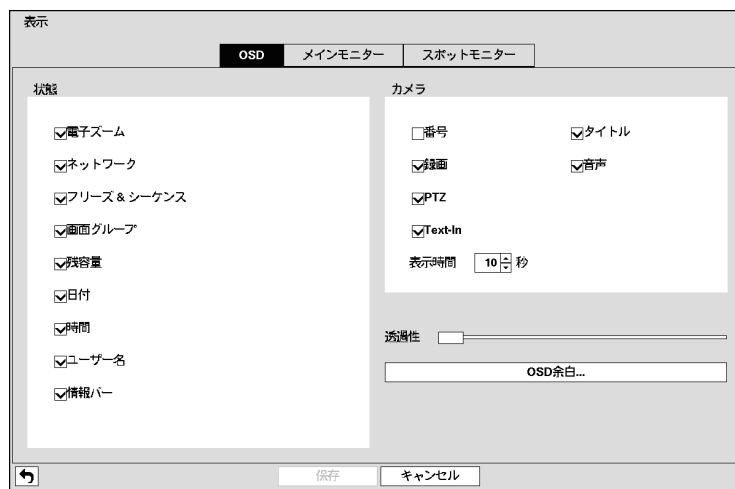 表示
OSD メインモニター スポットモニター
状態
電子ズーム
ネットワーク
フリーズ & シーケンス
画面グループ
残容量
日付
時間
ユーザー名
情報バー
カメラ
番号 タイトル
録画 音声
PTZ
Text-In
表示時間 10 秒
透過性
OSD余白...
保存 キャンセル